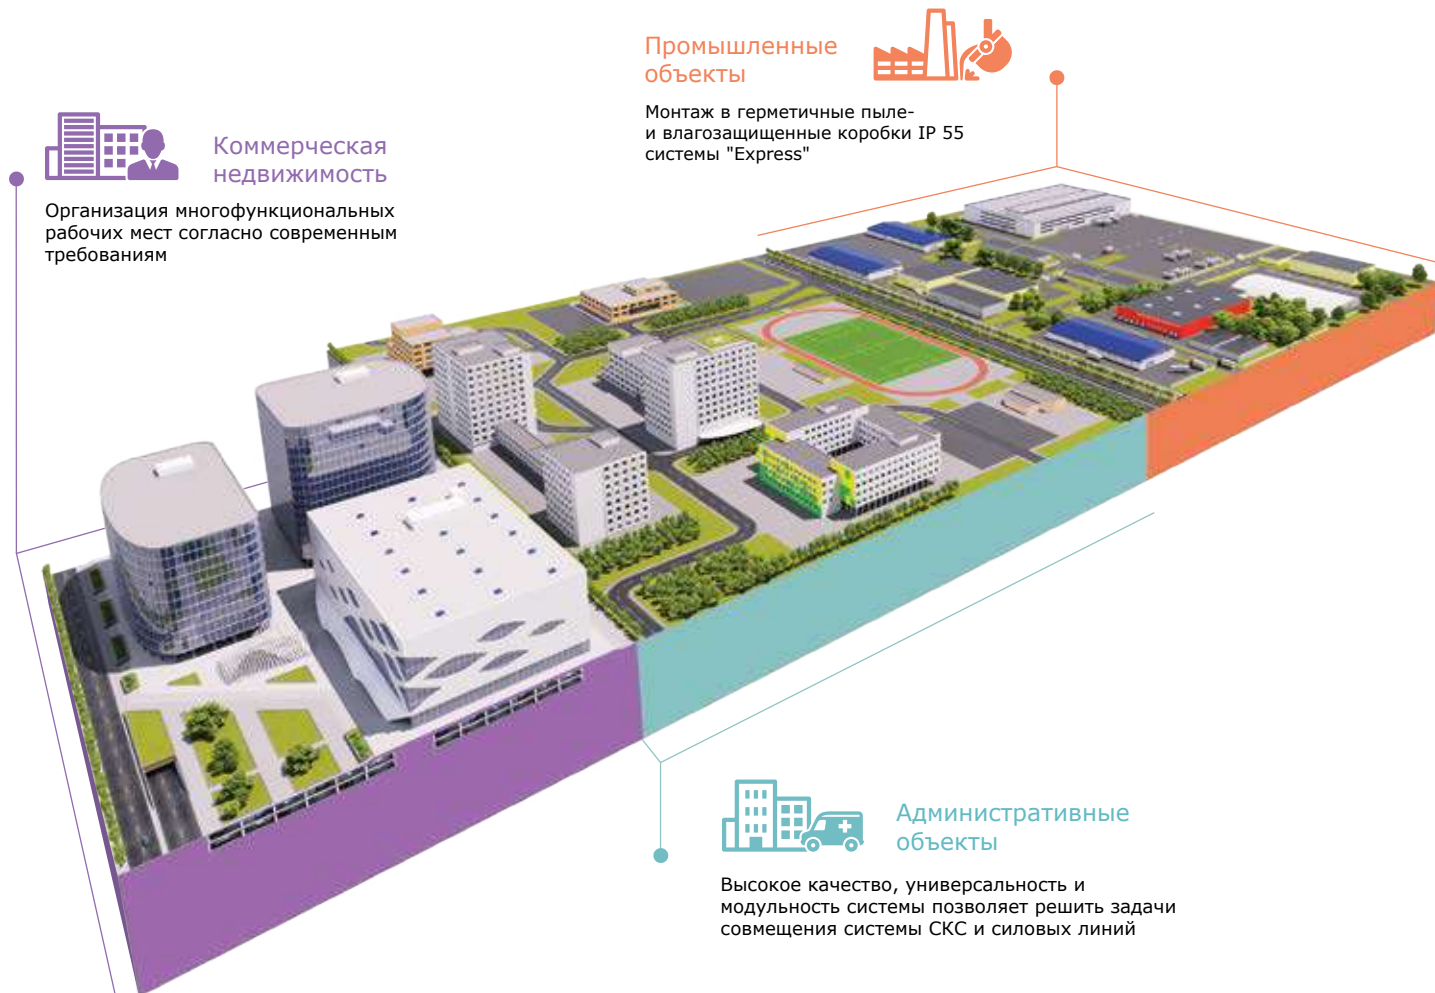 Промышленные
объекты
Монтаж в герметичные пыле-
и влагозащищенные коробки IP 55
системы "Express"
Коммерческая
недвижимость
Организация многофункциональных
рабочих мест согласно современным
требованиям
Административные
объекты
Высокое качество, универсальность и
модульность системы позволяет решить задачи
совмещения системы СКС и силовых линий